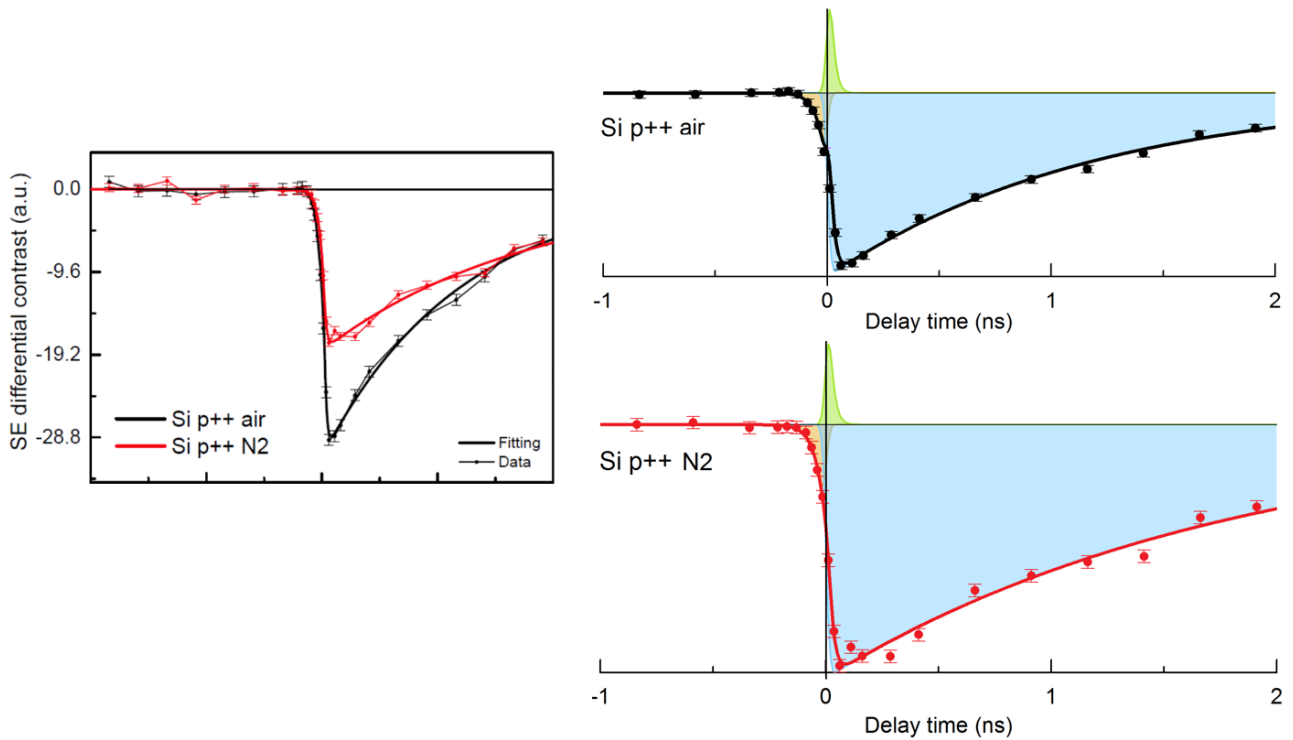 SE differential contrast (a.u.)
0.0
-9.6
-19.2
-28.8
Si p++ air
Si p++ N2
Fitting
Data
Si p++ air
-1
0
1
2
Delay time (ns)
Si p++ N2
-1
0
1
2
Delay time (ns)